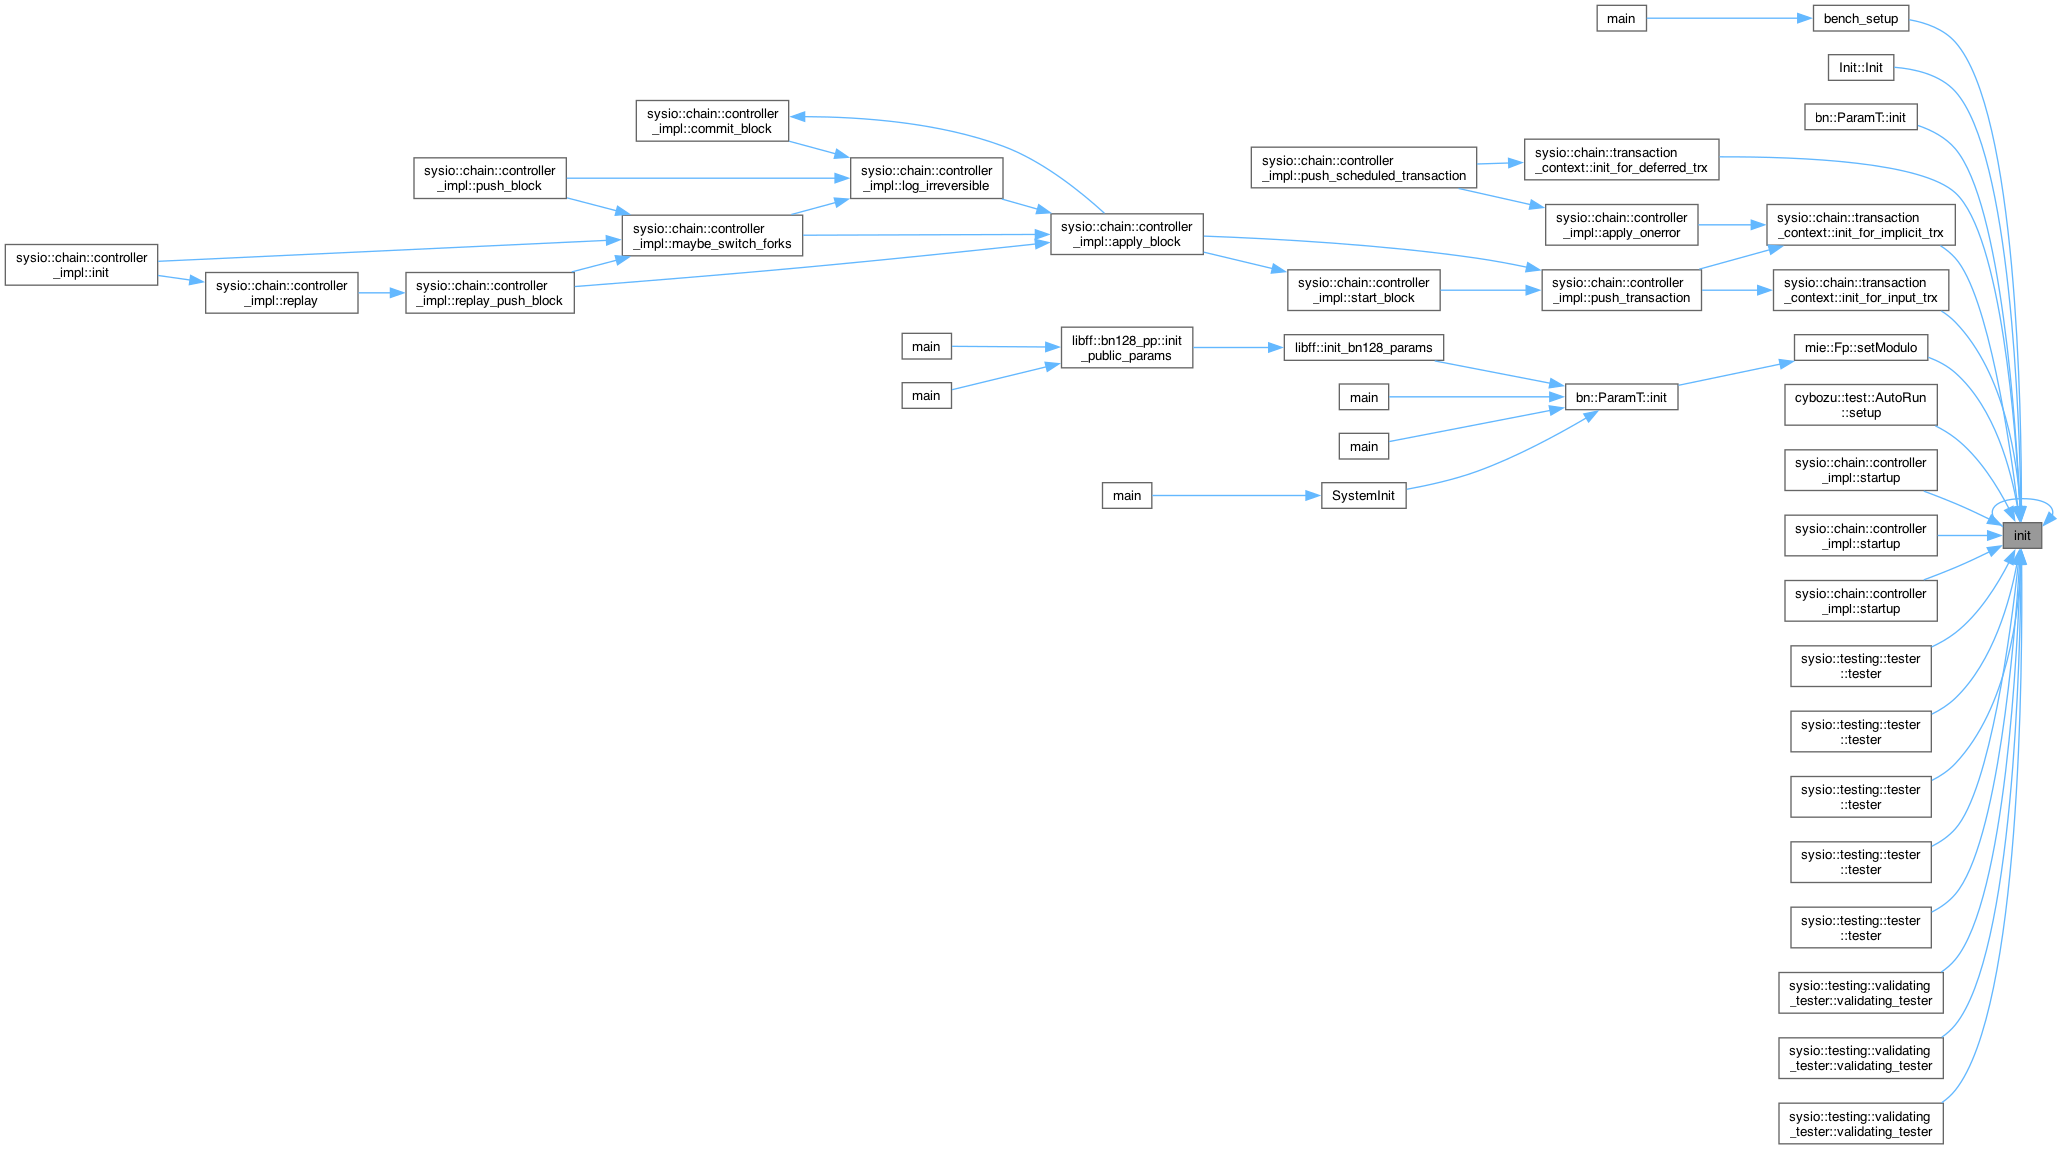 main
bench_setup
Init::Init
bn::ParamT::init
sysio::chain::controller
_impl::commit_block
sysio::chain::transaction
_context::init_for_deferred_trx
sysio::chain::controller
_impl::push_scheduled_transaction
sysio::chain::controller
_impl::push_block
sysio::chain::controller
_impl::log_irreversible
sysio::chain::controller
_impl::apply_onerror
sysio::chain::transaction
_context::init_for_implicit_trx
sysio::chain::controller
_impl::maybe_switch_forks
sysio::chain::controller
_impl::apply_block
sysio::chain::controller
_impl::init
sysio::chain::controller
_impl::replay
sysio::chain::controller
_impl::replay_push_block
sysio::chain::controller
_impl::start_block
sysio::chain::controller
_impl::push_transaction
sysio::chain::transaction
_context::init_for_input_trx
main
libff::bn128_pp::init
_public_params
libff::init_bn128_params
mie::Fp::setModulo
main
main
bn::ParamT::init
cybozu::test::AutoRun
::setup
main
sysio::chain::controller
_impl::startup
main
SystemInit
sysio::chain::controller
_impl::startup
init
sysio::chain::controller
_impl::startup
sysio::testing::tester
::tester
sysio::testing::tester
::tester
sysio::testing::tester
::tester
sysio::testing::tester
::tester
sysio::testing::tester
::tester
sysio::testing::validating
_tester::validating_tester
sysio::testing::validating
_tester::validating_tester
sysio::testing::validating
_tester::validating_tester